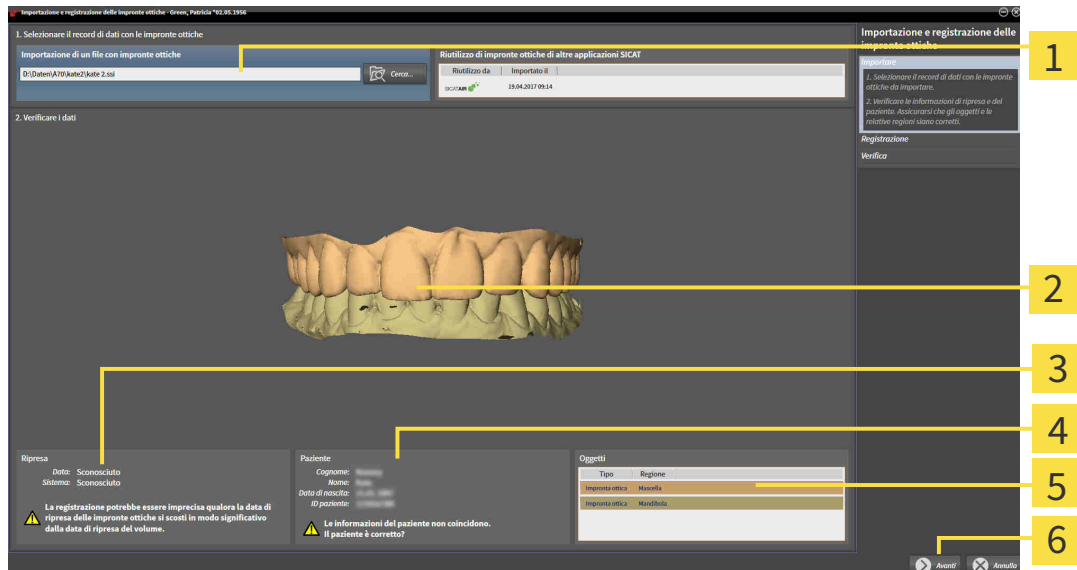 Importazione e registrazione delle impronte ottiche - Green, Patricia *02.05.1956
1. Selezionare il record di dati con le impronte ottiche
Importazione di un file con impronte ottiche
D:\Daten\A70\kate2\kate 2.ssi
Cerca...
Riutilizzo di impronte ottiche di altre applicazioni SICAT
Riutilizzo da Importato il
SICAT AIR 19.04.2017 09:14
Importazione e registrazione delle
impronte ottiche
Importare
1. Selezionare il record di dati con le impronte
ottiche da importare.
2. Verificare le informazioni di ripresa e del
paziente. Assicurarsi che gli oggetti e le
relative regioni siano corretti.
Registrazione
Verifica
1
2. Verificare i dati
2
3
4
5
6
Ripresa
Data: Sconosciuto
Sistema: Sconosciuto
La registrazione potrebbe essere imprecisa qualora la data di
ripresa delle impronte ottiche si scosti in modo significativo
dalla data di ripresa del volume.
Paziente
Cognome:
Nome:
Data di nascita:
ID paziente:
Le informazioni del paziente non coincidono.
Il paziente è corretto?
Oggetti
Tipo Regione
Impronta ottica Mascella
Impronta ottica Mandibola
Avanti
Annulla